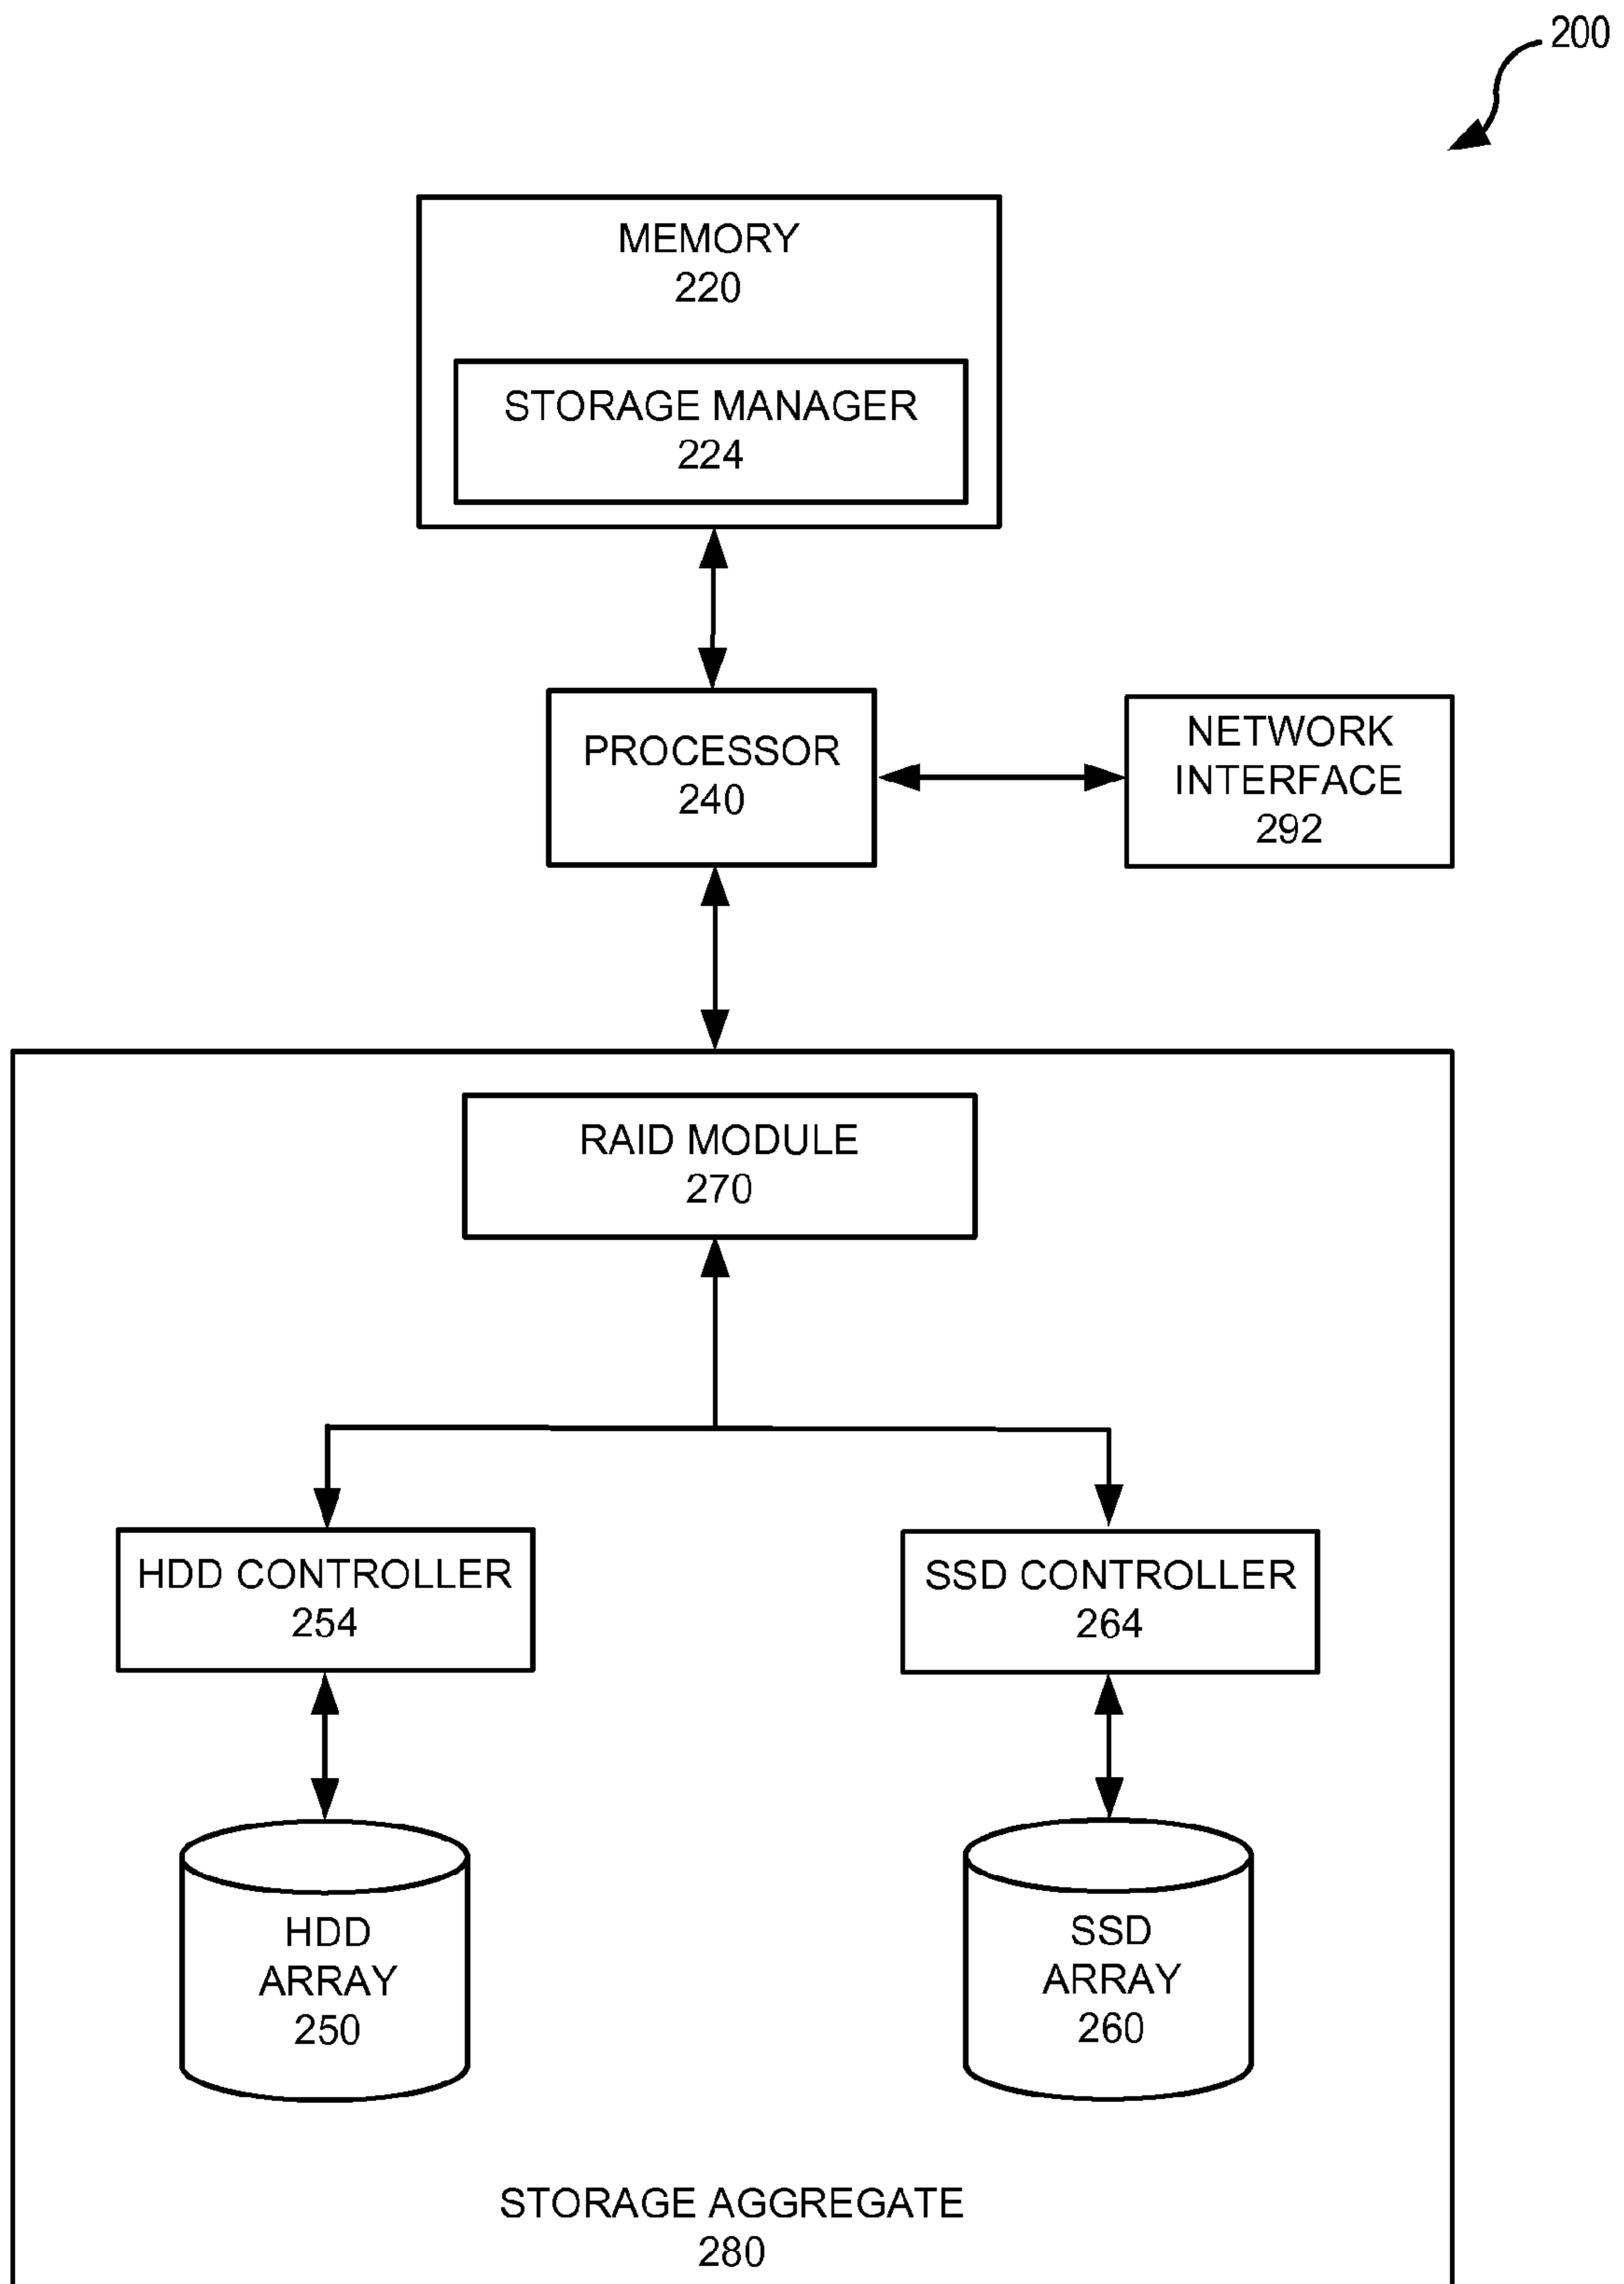 200
MEMORY
220
STORAGE MANAGER
224
PROCESSOR
240
NETWORK
INTERFACE
292
RAID MODULE
270
HDD CONTROLLER
254
SSD CONTROLLER
264
HDD
ARRAY
250
SSD
ARRAY
260
STORAGE AGGREGATE
280